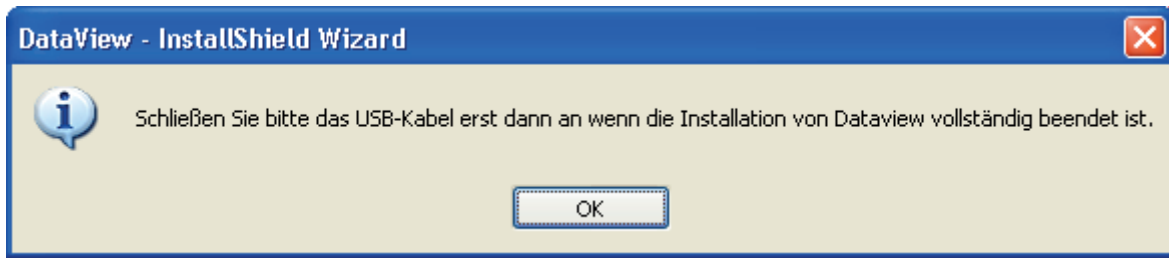 DataView - InstallShield Wizard
Schließen Sie bitte das USB-Kabel erst dann an wenn die Installation von Dataview vollständig beendet ist.
OK